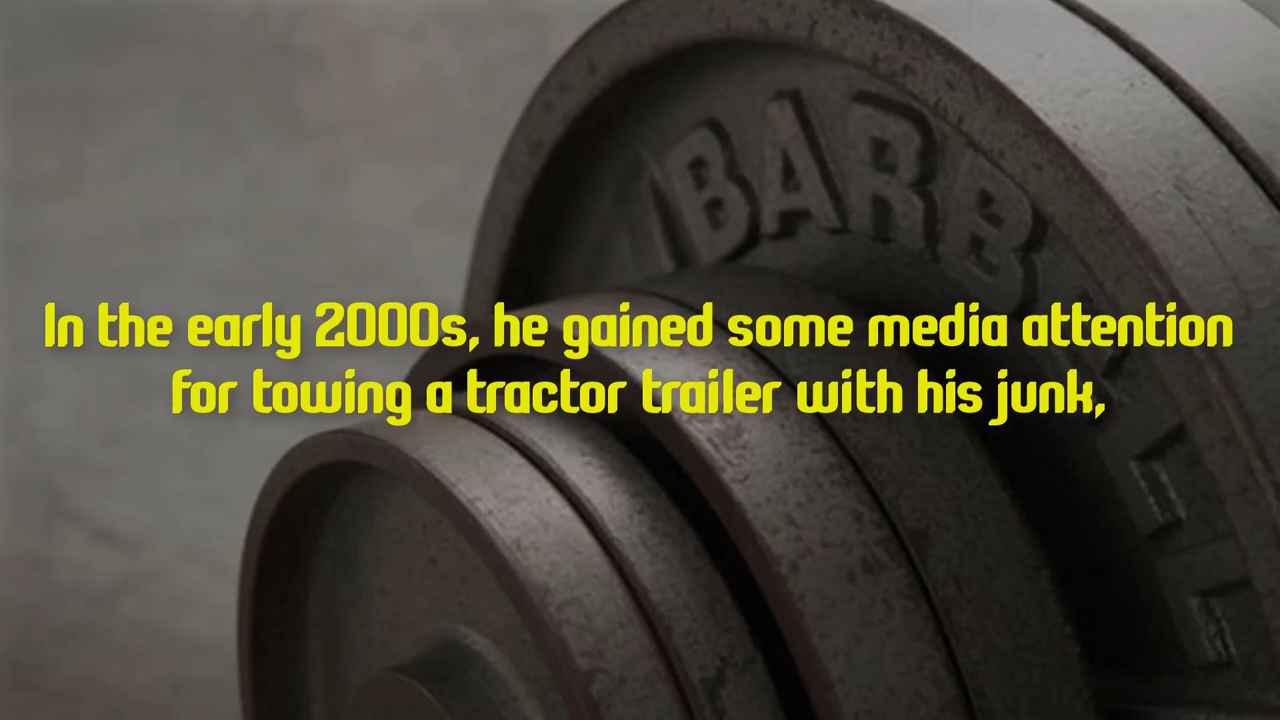 BARB
In the early 2000s, he gained some media attention
for towing a tractor trailer with his junk,